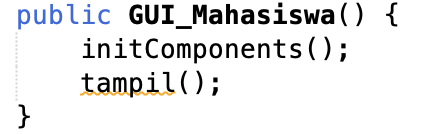 public GUI_Mahasiswa() {
    initComponents();
    tampil();
}